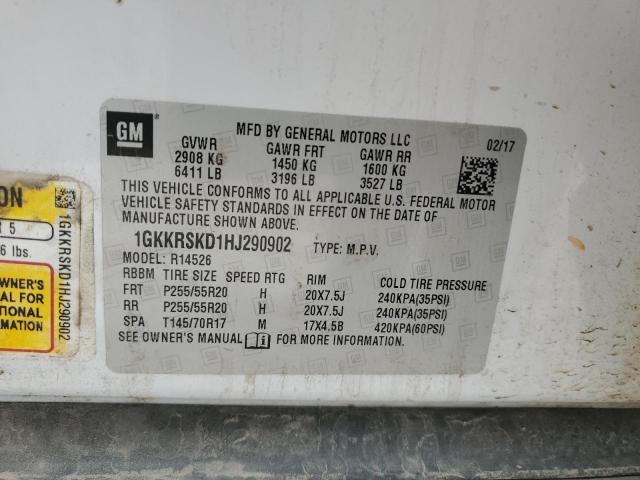 GM
MFD BY GENERAL MOTORS LLC
GVWR GAWR FRT GAWR RR 02/17
2908 KG 1450 KG 1600 KG
6411 LB 3196 LB 3527 LB
THIS VEHICLE CONFORMS TO ALL APPLICABLE U.S. FEDERAL MOTOR
VEHICLE SAFETY STANDARDS IN EFFECT ON THE DATE OF
MANUFACTURE SHOWN ABOVE.
1GKKRSKD1HJ290902 TYPE: M.P.V.
MODEL: R14526
RBBM TIRE SIZE SPEED RTG RIM COLD TIRE PRESSURE
FRT P255/55R20 H 20X7.5J 240KPA(35PSI)
RR P255/55R20 H 20X7.5J 240KPA(35PSI)
SPA T145/70R17 M 17X4.5B 420KPA(60PSI)
SEE OWNER'S MANUAL FOR MORE INFORMATION.
ON
5
6 lbs.
WNER'S
AL FOR
TIONAL
RMATION
1GKKRSKD1HJ290902